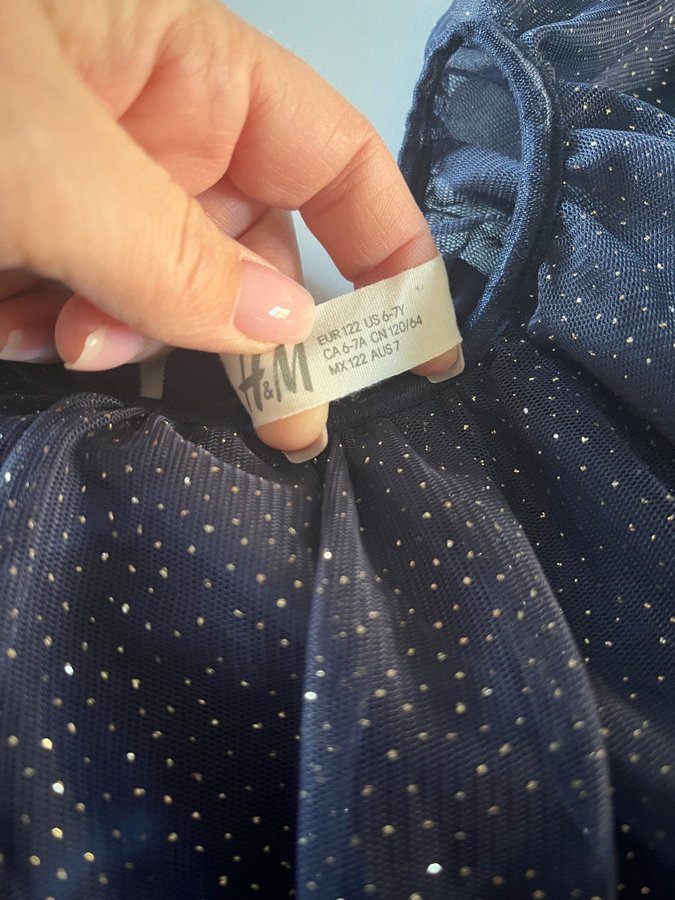 H&M
EUR 122 US 6-7Y
CA 6-7A CN 120/64
MX 122 AUS 7